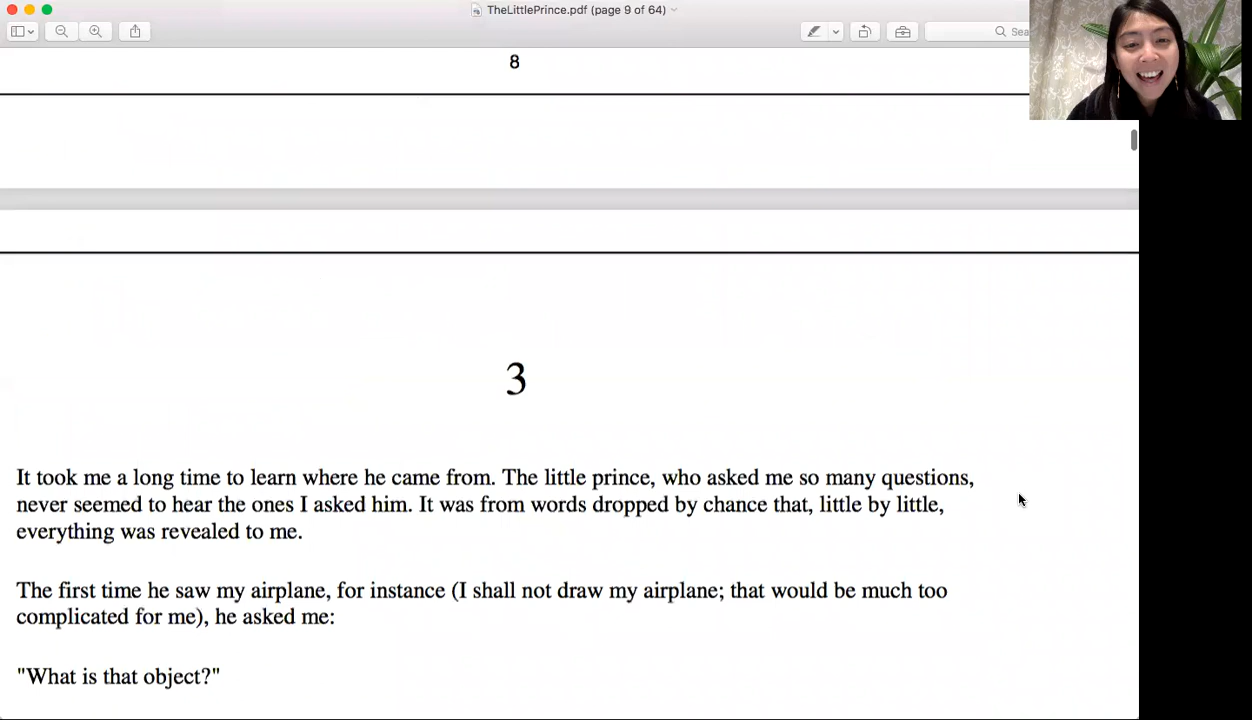 TheLittlePrince.pdf (page 9 of 64)
Sea
8
3
It took me a long time to learn where he came from. The little prince, who asked me so many questions,
never seemed to hear the ones I asked him. It was from words dropped by chance that, little by little,
everything was revealed to me.
The first time he saw my airplane, for instance (I shall not draw my airplane; that would be much too
complicated for me), he asked me:
"What is that object?"